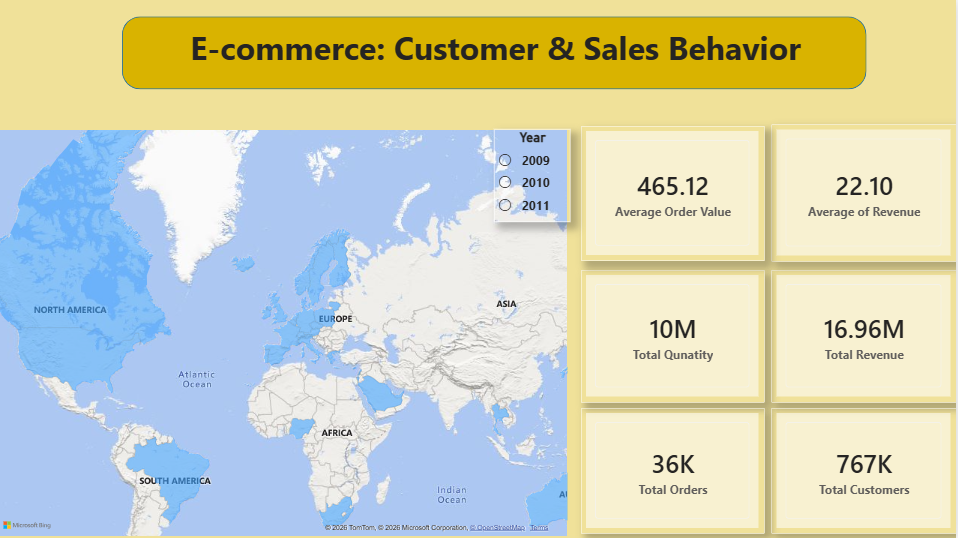 E-commerce: Customer & Sales Behavior
Year
2009
2010
2011
NORTH AMERICA
EUROPE
ASIA
Atlantic
Ocean
AFRICA
SOUTH AMERICA
Indian
Ocean
AU
Microsoft Bing
© 2026 TomTom, © 2026 Microsoft Corporation, © OpenStreetMap Terms
465.12
Average Order Value
22.10
Average of Revenue
10M
Total Qunatity
16.96M
Total Revenue
36K
Total Orders
767K
Total Customers